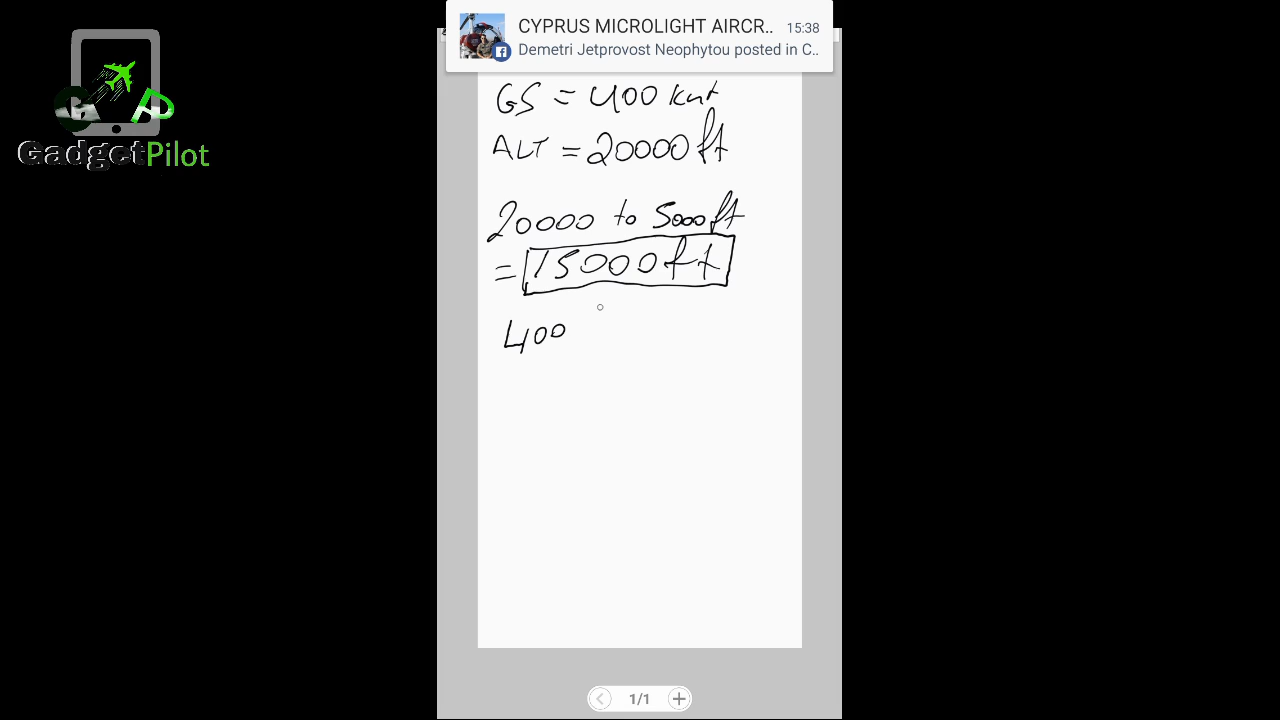 CYPRUS MICROLIGHT AIRCR.. 15:38
Demetri Jetprovost Neophytou posted in C..
GadgetPilot
GS = 400 knt
ALT = 20000 ft
20000 to 5000 ft
= 15000 ft
400
1/1